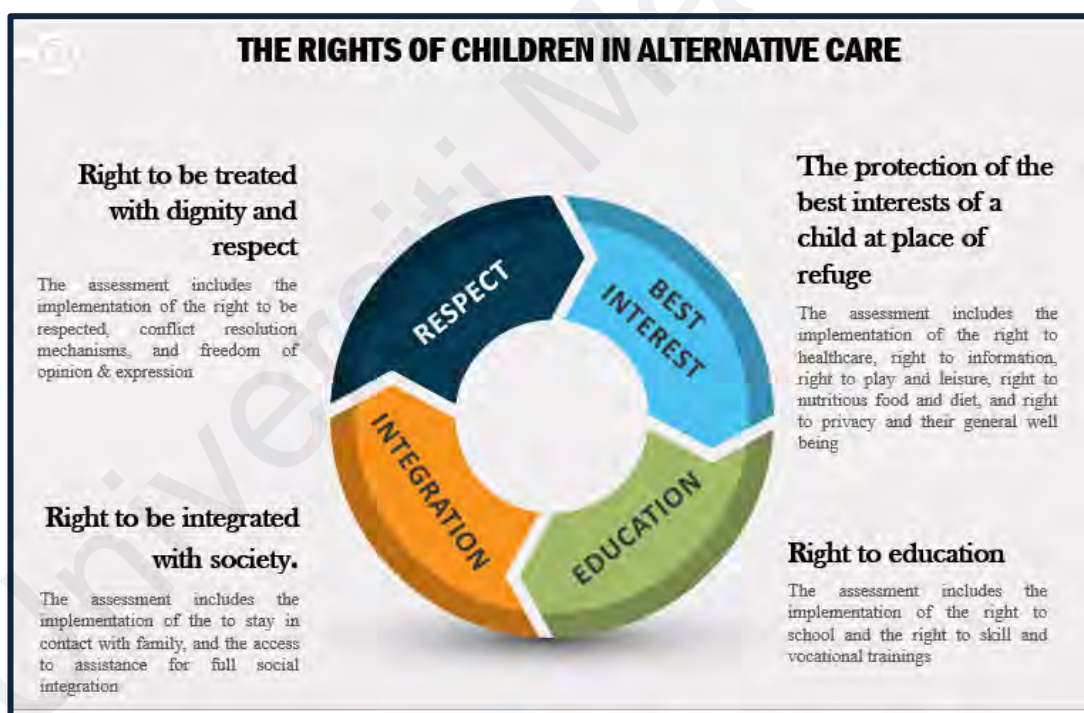 THE RIGHTS OF CHILDREN IN ALTERNATIVE CARE
Right to be treated
with dignity and
respect
The assessment includes the
implementation of the right to be
respected, conflict resolution
mechanisms, and freedom of
opinion & expression
The protection of the
best interests of a
child at place of
refuge
The assessment includes the
implementation of the right to
healthcare, right to information,
right to play and leisure, right to
nutritious food and diet, and right
to privacy and their general well
being
RESPECT
BEST
INTEREST
INTEGRATION
EDUCATION
Right to be integrated
with society.
The assessment includes the
implementation of the to stay in
contact with family, and the access
to assistance for full social
integration
Right to education
The assessment includes the
implementation of the right to
school and the right to skill and
vocational trainings